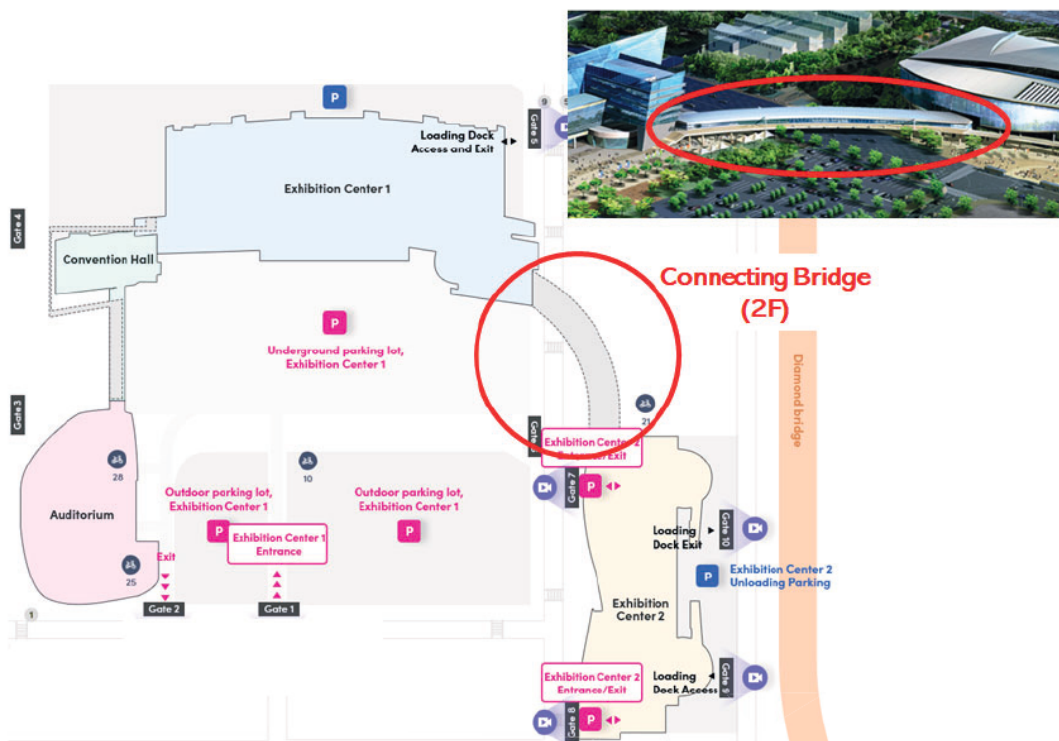 P
9
5
Gate 5
Loading Dock
Access and Exit
Exhibition Center 1
Gate 4
Convention Hall
Connecting Bridge
(2F)
P
Underground parking lot,
Exhibition Center 1
Diamond bridge
Gate 3
21
Exhibition Center 2
Entrance/Exit
Gate 7
P
28
10
Outdoor parking lot,
Exhibition Center 1
P
Outdoor parking lot,
Exhibition Center 1
P
Auditorium
Exhibition Center 1
Entrance
Loading
Dock Exit
Gate 10
Exit
25
P
Exhibition Center 2
Unloading Parking
1
Gate 2
Gate 1
Exhibition
Center 2
Exhibition Center 2
Entrance/Exit
Loading
Dock Access
Gate 9
Gate 8
P